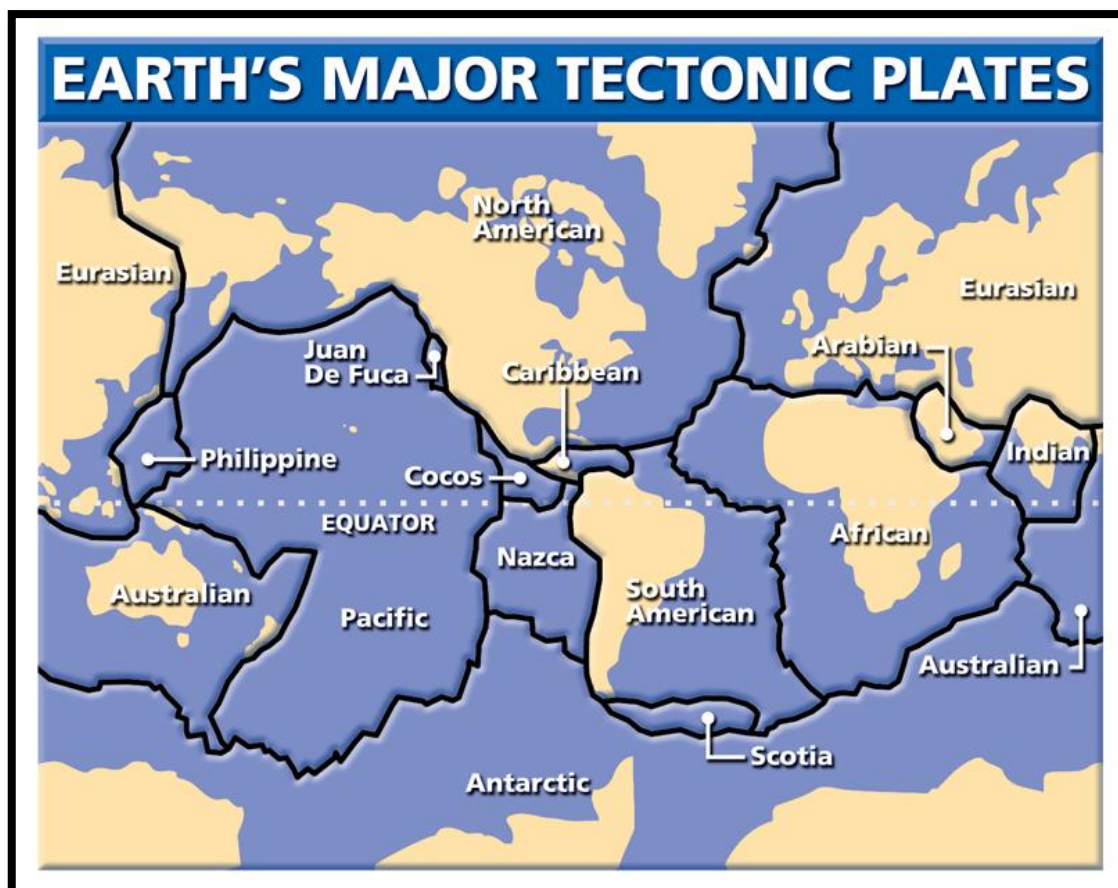 EARTH'S MAJOR TECTONIC PLATES
North
American
Eurasian
Eurasian
Juan
De Fuca
Caribbean
Arabian
Philippine
Cocos
Indian
EQUATOR
African
Nazca
Australian
Pacific
South
American
Australian
Scotia
Antarctic